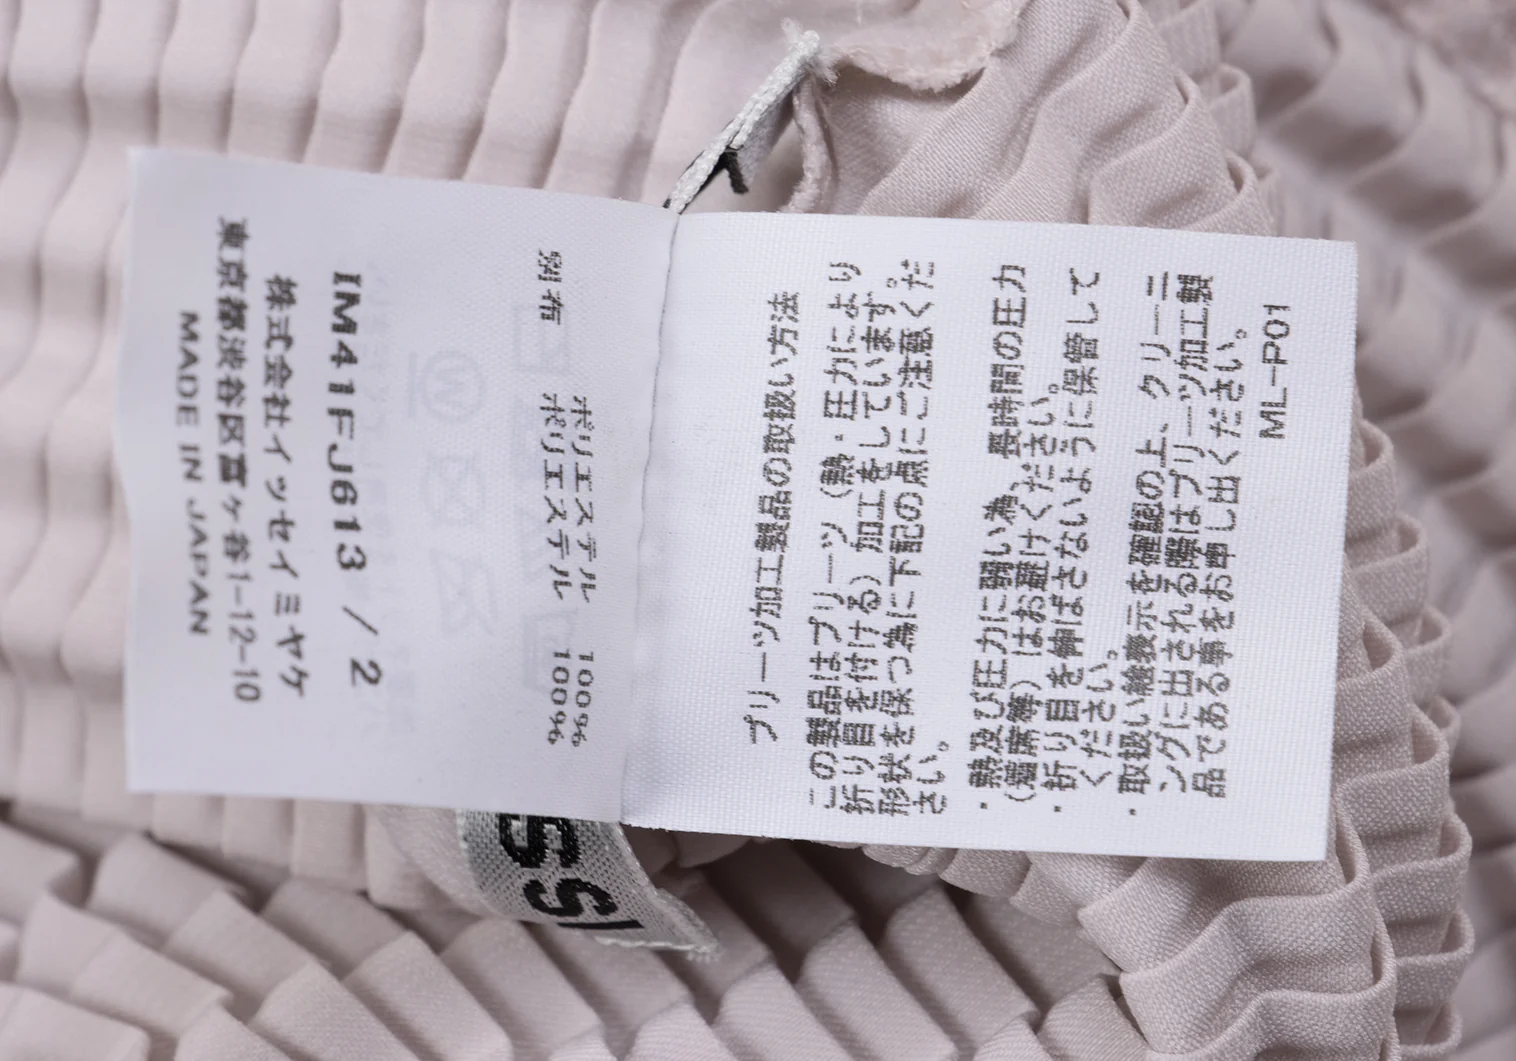 ポリエステル 100%
別布 ポリエステル 100%
IM41FJ613 / 2
株式会社イッセイミヤケ
東京都渋谷区富ヶ谷1-12-10
MADE IN JAPAN
プリーツ加工製品の取扱い方法
この製品はプリーツ（熱・圧力により
折り目を付ける）加工をしています。
形状を保つ為に下記の点にご注意くだ
さい。
・熱及び圧力に弱い為、長時間の圧力
（着席等）はお避けください。
・折り目を伸ばさないように保管して
ください。
・取扱い絵表示を確認の上、クリーニ
ングに出される際はプリーツ加工製
品である事をお申し出ください。
ML-P01
ISSI